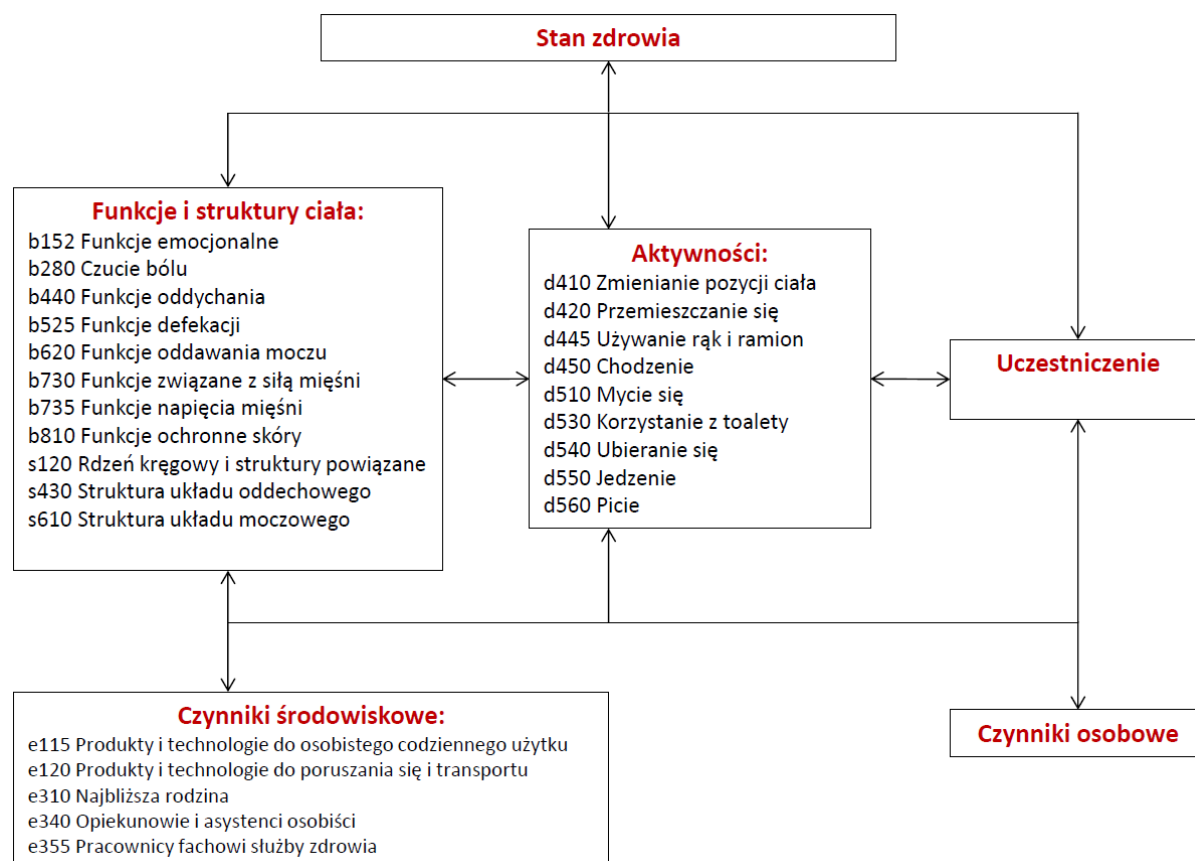 Stan zdrowia
Funkcje i struktury ciała:
b152 Funkcje emocjonalne
b280 Czucie bólu
b440 Funkcje oddychania
b525 Funkcje defekacji
b620 Funkcje oddawania moczu
b730 Funkcje związane z siłą mięśni
b735 Funkcje napięcia mięśni
b810 Funkcje ochronne skóry
s120 Rdzeń kręgowy i struktury powiązane
s430 Struktura układu oddechowego
s610 Struktura układu moczowego
Aktywności:
d410 Zmienianie pozycji ciała
d420 Przemieszczanie się
d445 Używanie rąk i ramion
d450 Chodzenie
d510 Mycie się
d530 Korzystanie z toalety
d540 Ubieranie się
d550 Jedzenie
d560 Picie
Uczestniczenie
Czynniki środowiskowe:
e115 Produkty i technologie do osobistego codziennego użytku
e120 Produkty i technologie do poruszania się i transportu
e310 Najbliższa rodzina
e340 Opiekunowie i asystenci osobiści
e355 Pracownicy fachowi służby zdrowia
Czynniki osobowe